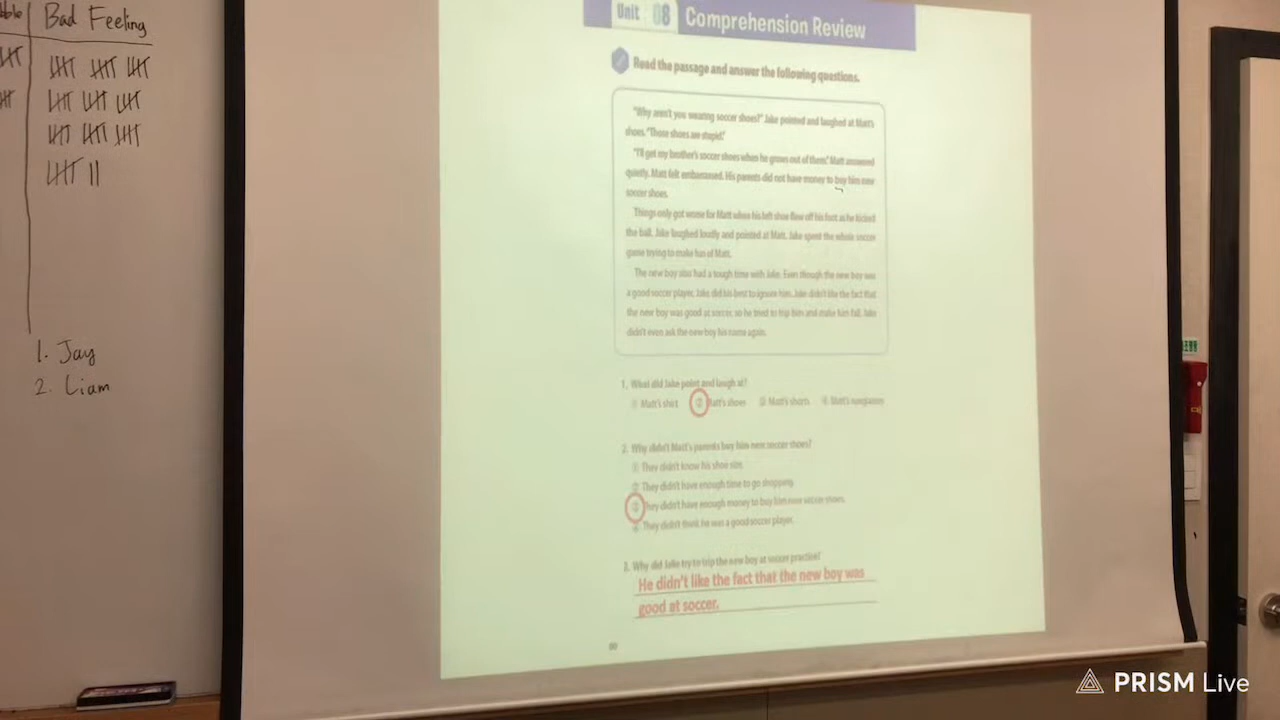 Bad Feeling
1. Jay
2. Liam
Unit 08 Comprehension Review
Read the passage and answer the following questions.
"Why aren't you wearing soccer shoes?" Jake pointed and laughed at Matt's
shoes. "Those shoes are stupid!"
"I'll get my brother's soccer shoes when he grows out of them." Matt answered
quietly. Matt felt embarrassed. His parents did not have money to buy him new
soccer shoes.
Things only got worse for Matt when his left shoe flew off his foot as he kicked
the ball. Jake laughed loudly and pointed at Matt. Jake spent the whole soccer
game trying to make fun of Matt.
The new boy also had a tough time with Jake. Even though the new boy was
a good soccer player, Jake did his best to ignore him. Jake didn't like the fact that
the new boy was good at soccer, so he tried to trip him and make him fall. Jake
didn't even ask the new boy his name again.
1. What did Jake point and laugh at?
① Matt's shirt ② Matt's shoes ③ Matt's shorts ④ Matt's sunglasses
2. Why didn't Matt's parents buy him new soccer shoes?
① They didn't know his shoe size.
② They didn't have enough time to go shopping.
③ They didn't have enough money to buy him new soccer shoes.
④ They didn't think he was a good soccer player.
3. Why did Jake try to trip the new boy at soccer practice?
He didn't like the fact that the new boy was
good at soccer.
PRISM Live